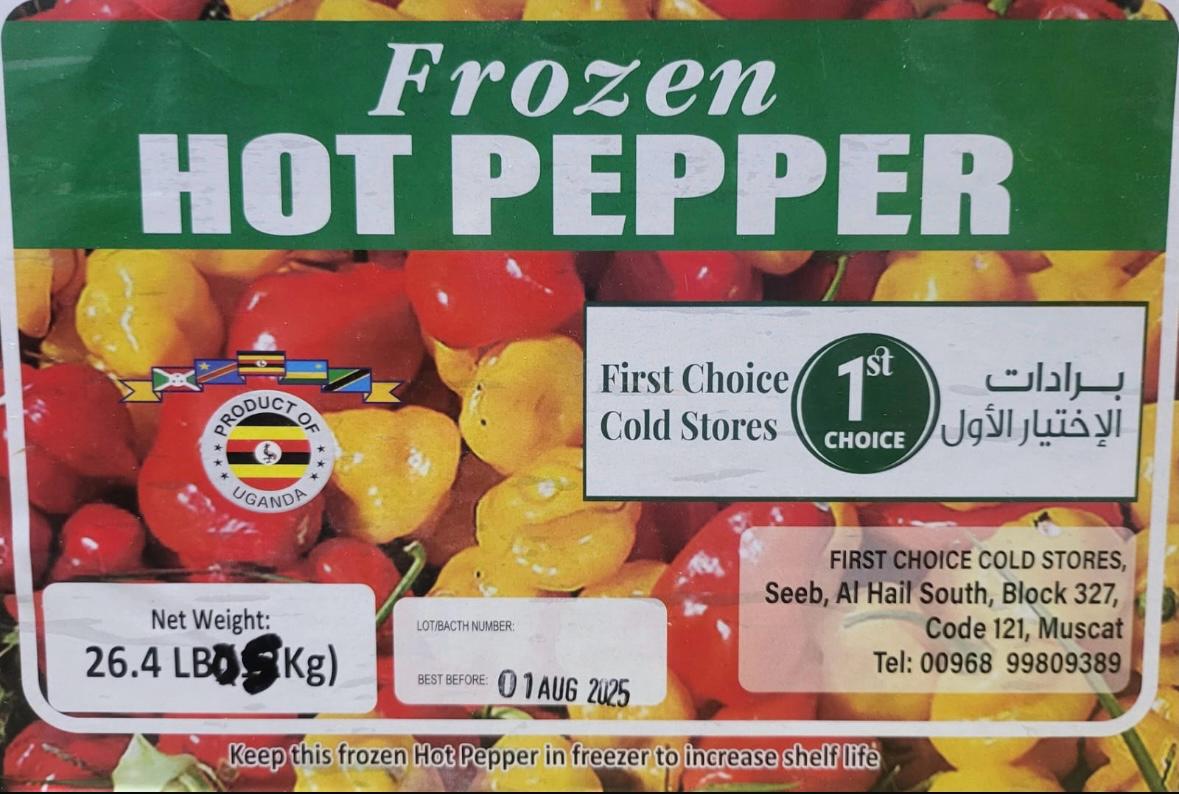 Frozen
HOT PEPPER
First Choice
Cold Stores
1st
CHOICE
برادات
الإختيار الأول
PRODUCT OF
UGANDA
FIRST CHOICE COLD STORES,
Seeb, Al Hail South, Block 327,
Code 121, Muscat
Tel: 00968 99809389
Net Weight:
26.4 LB Kg)
LOT/BACTH NUMBER:
BEST BEFORE: 01 AUG 2025
Keep this frozen Hot Pepper in freezer to increase shelf life